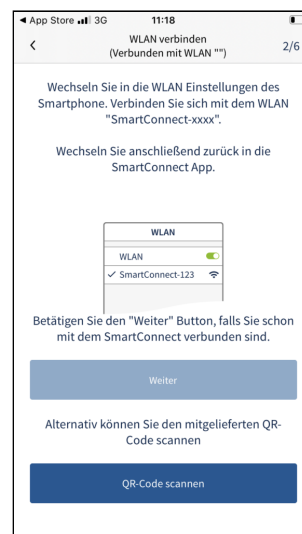 App Store 3G 11:18
WLAN verbinden
(Verbunden mit WLAN "")
2/6
Wechseln Sie in die WLAN Einstellungen des
Smartphone. Verbinden Sie sich mit dem WLAN
"SmartConnect-xxxx".
Wechseln Sie anschließend zurück in die
SmartConnect App.
WLAN
WLAN
SmartConnect-123
Betätigen Sie den "Weiter" Button, falls Sie schon
mit dem SmartConnect verbunden sind.
Weiter
Alternativ können Sie den mitgelieferten QR-
Code scannen
QR-Code scannen